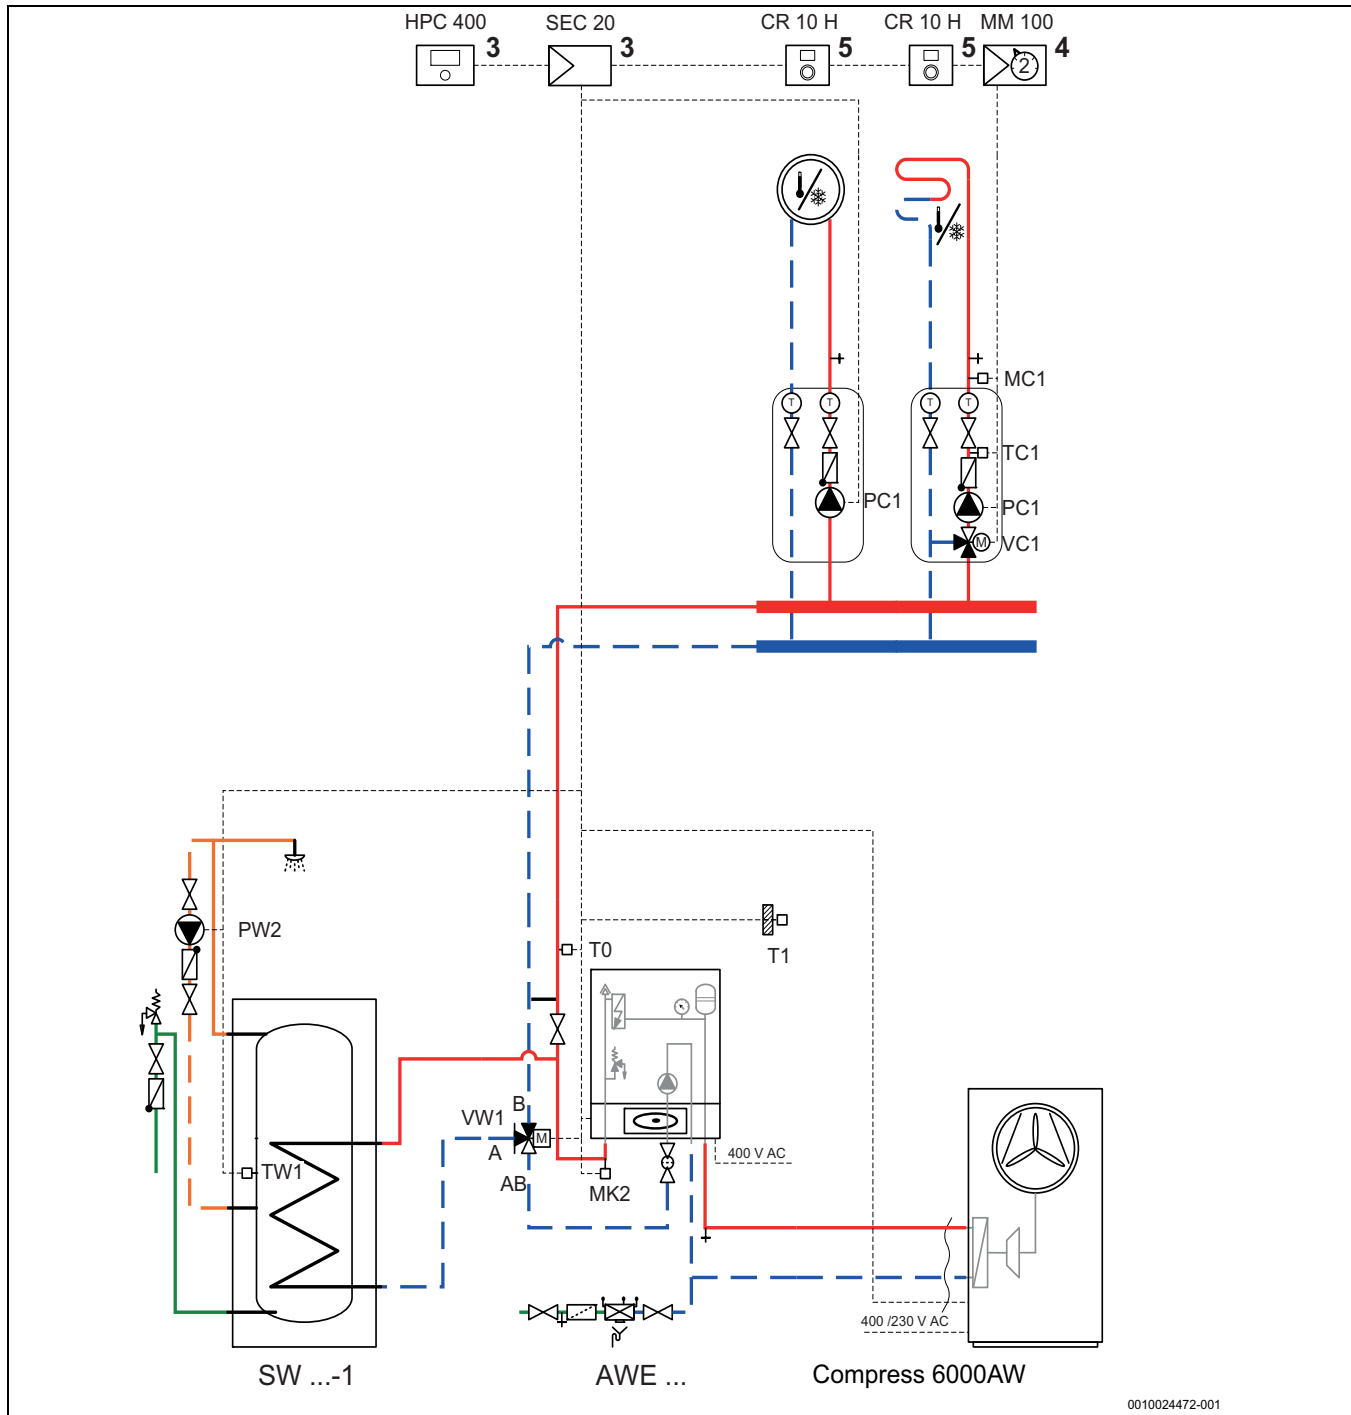 HPC 400
3
SEC 20
3
CR 10 H
5
CR 10 H
5
MM 100
4
2
MC1
T
T
T
T
TC1
PC1
PC1
M
VC1
PW2
T0
T1
B
VW1
M
A
400 V AC
TW1
AB
MK2
400 /230 V AC
SW ...-1
AWE ...
Compress 6000AW
0010024472-001